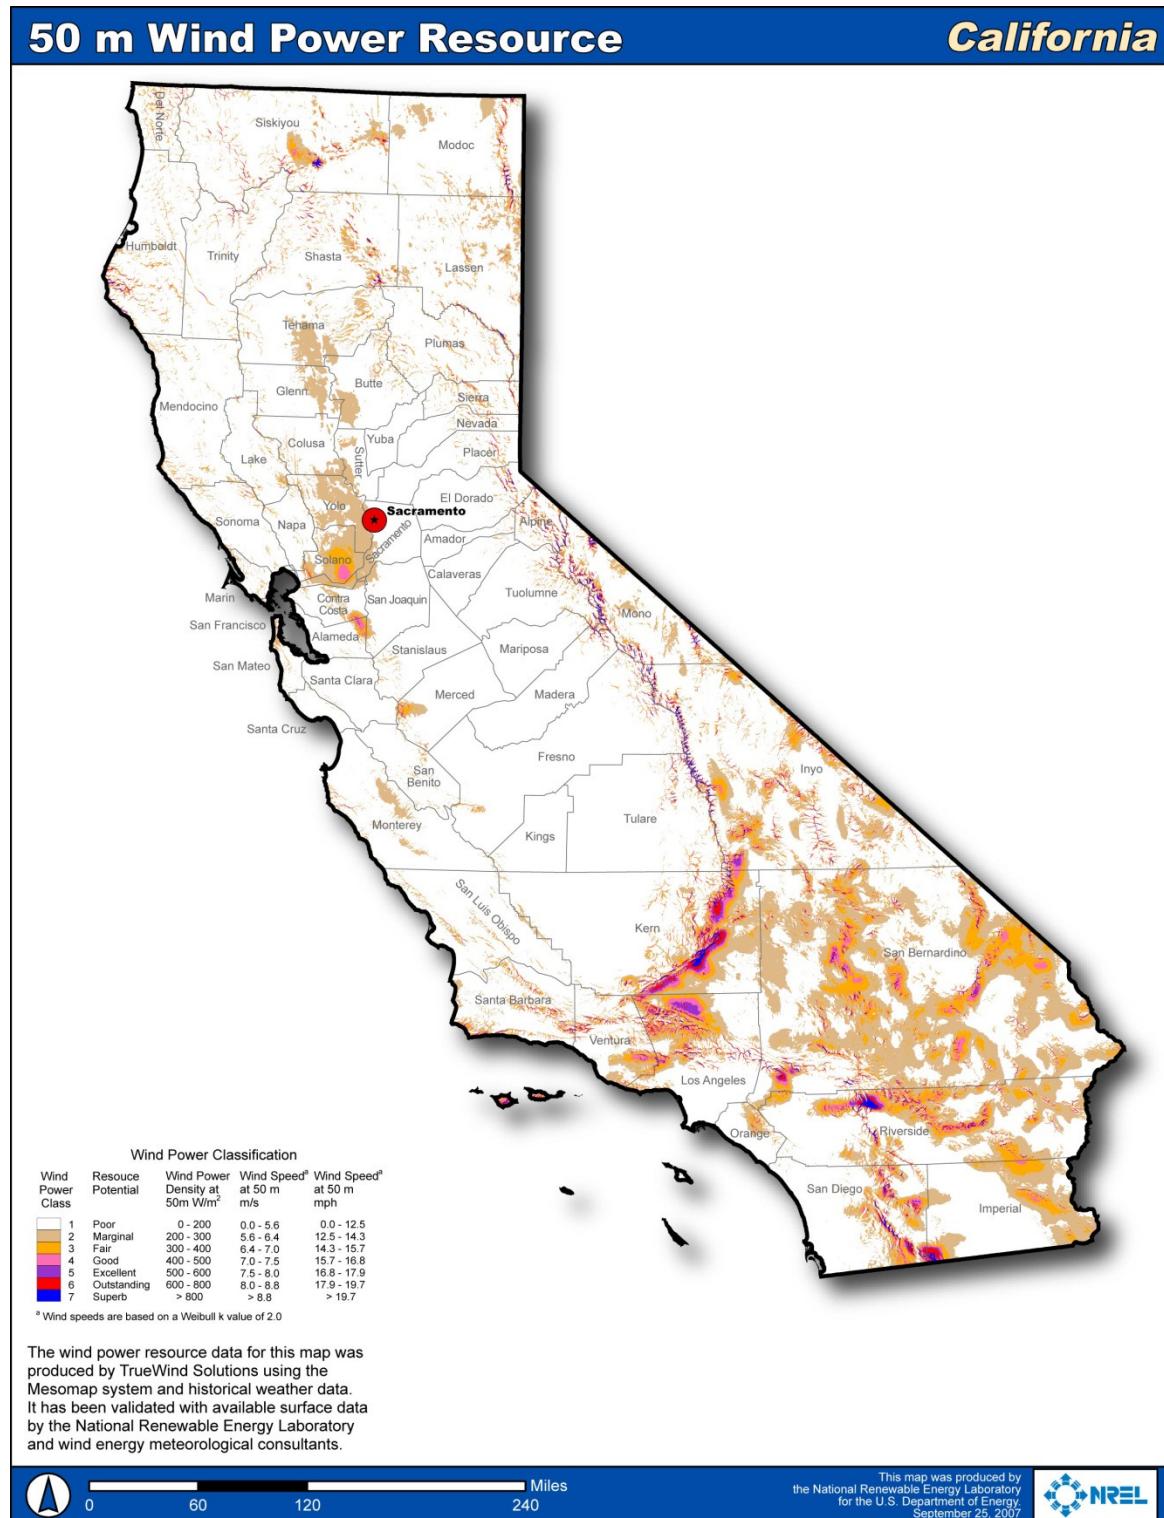 50 m Wind Power Resource
California
Del Norte
Siskiyou
Modoc
Humboldt
Trinity
Shasta
Lassen
Tehama
Plumas
Glenn
Butte
Mendocino
Sierra
Nevada
Colusa
Sutter
Yuba
Placer
Lake
El Dorado
Yolo
Sacramento
Sonoma
Napa
Sacramento
Alpine
Amador
Solano
Calaveras
Marin
Contra
Costa
San Joaquin
Tuolumne
Mono
San Francisco
Alameda
Stanislaus
Mariposa
San Mateo
Santa Clara
Merced
Madera
Santa Cruz
Fresno
San
Benito
Inyo
Monterey
Kings
Tulare
San Luis Obispo
Kern
San Bernardino
Santa Barbara
Ventura
Los Angeles
Orange
Riverside
San Diego
Imperial
Wind Power Classification
Wind Power Class
Resouce Potential
Wind Power Density at 50m W/m²
Wind Speedª at 50 m m/s
Wind Speedª at 50 m mph
1 Poor 0 - 200 0.0 - 5.6 0.0 - 12.5
2 Marginal 200 - 300 5.6 - 6.4 12.5 - 14.3
3 Fair 300 - 400 6.4 - 7.0 14.3 - 15.7
4 Good 400 - 500 7.0 - 7.5 15.7 - 16.8
5 Excellent 500 - 600 7.5 - 8.0 16.8 - 17.9
6 Outstanding 600 - 800 8.0 - 8.8 17.9 - 19.7
7 Superb > 800 > 8.8 > 19.7
ª Wind speeds are based on a Weibull k value of 2.0
The wind power resource data for this map was
produced by TrueWind Solutions using the
Mesomap system and historical weather data.
It has been validated with available surface data
by the National Renewable Energy Laboratory
and wind energy meteorological consultants.
Miles
0 60 120 240
This map was produced by
the National Renewable Energy Laboratory
for the U.S. Department of Energy.
September 25, 2007
NREL